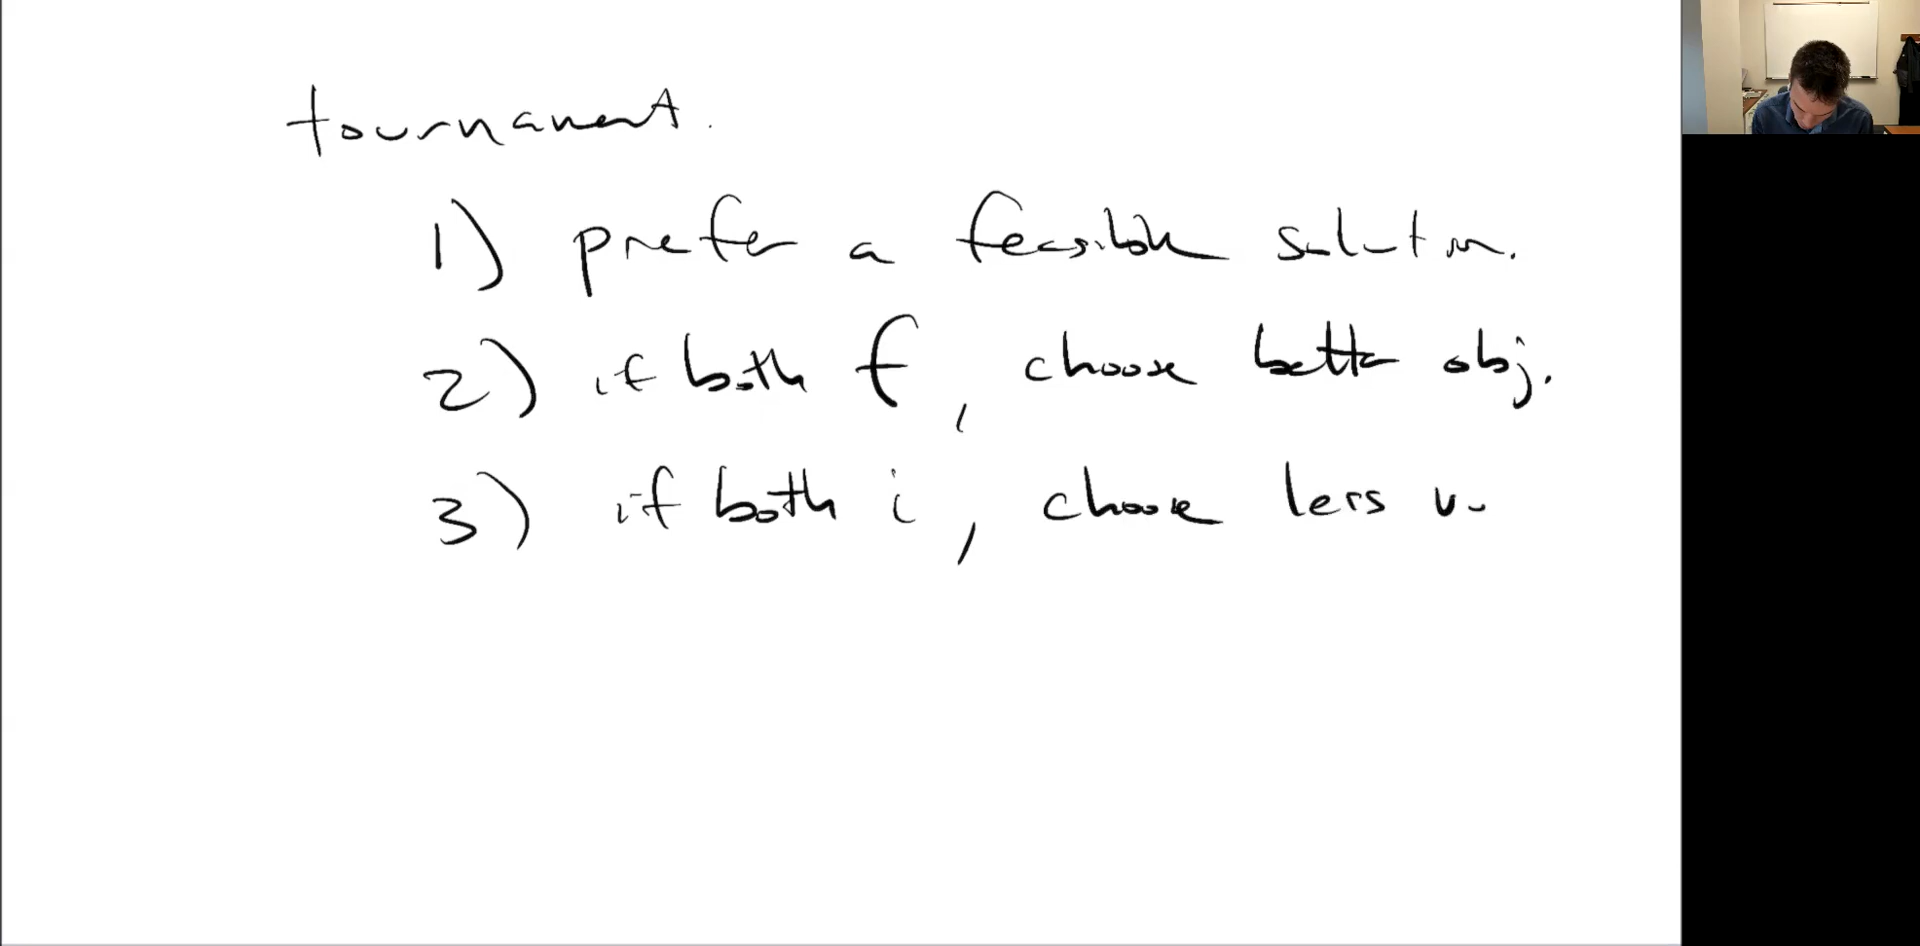 tournament.
1) prefer a feasible solution.
2) if both f, choose better obj.
3) if both i, choose less